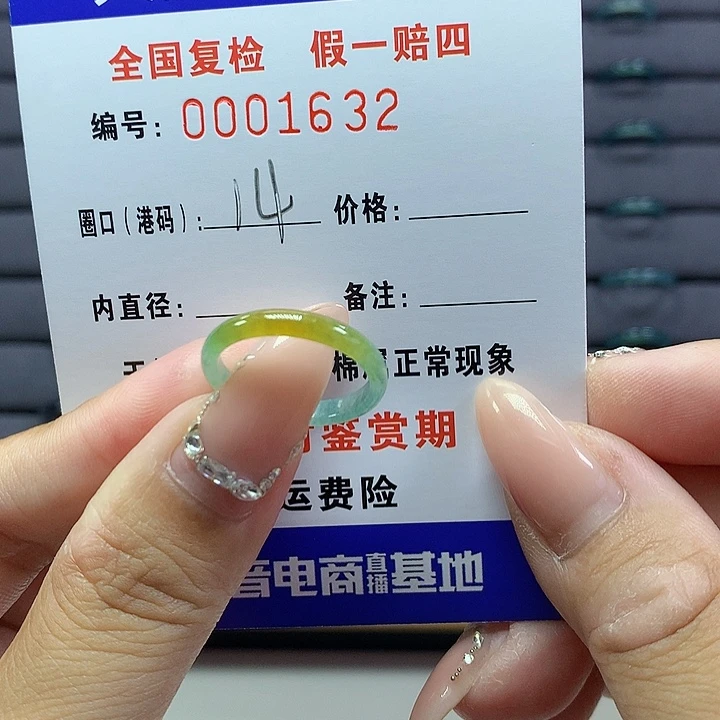 全国复检 假一赔四
编号: 0001632
圈口(港码): 14 价格:
内直径: 备注:
棉属正常现象
鉴赏期
运费险
音电商直播基地